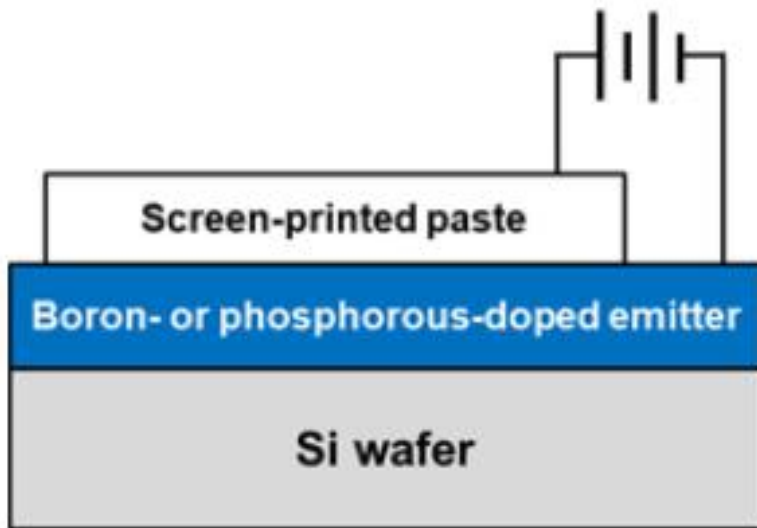 Screen-printed paste
Boron- or phosphorous-doped emitter
Si wafer